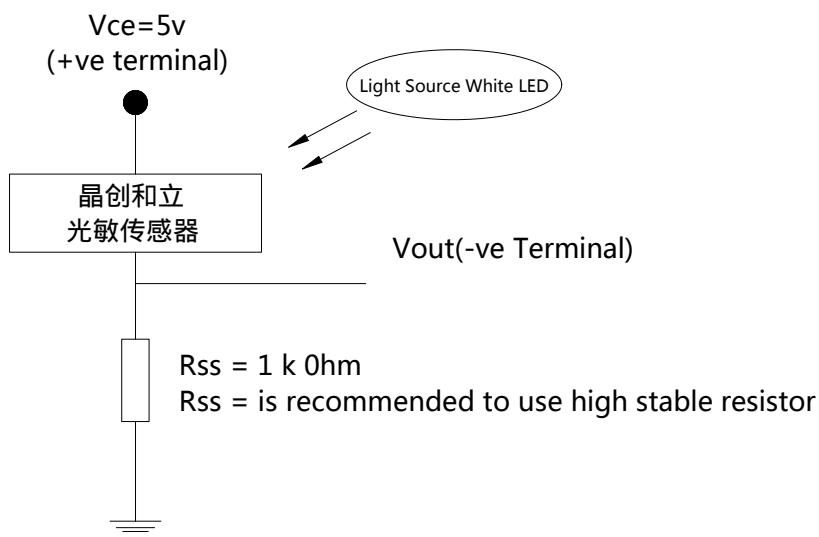 Vce=5v
(+ve terminal)
Light Source White LED
晶创和立
光敏传感器
Vout(-ve Terminal)
Rss = 1 k 0hm
Rss = is recommended to use high stable resistor